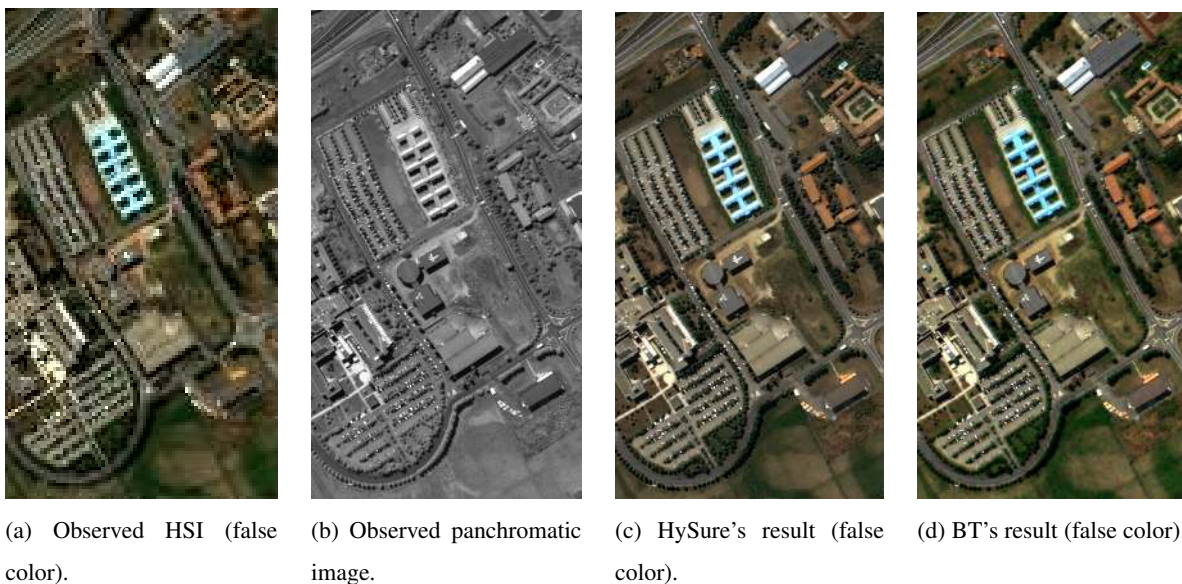 (a) Observed HSI (false
color).
(b) Observed panchromatic
image.
(c) HySure's result (false
color).
(d) BT's result (false color)